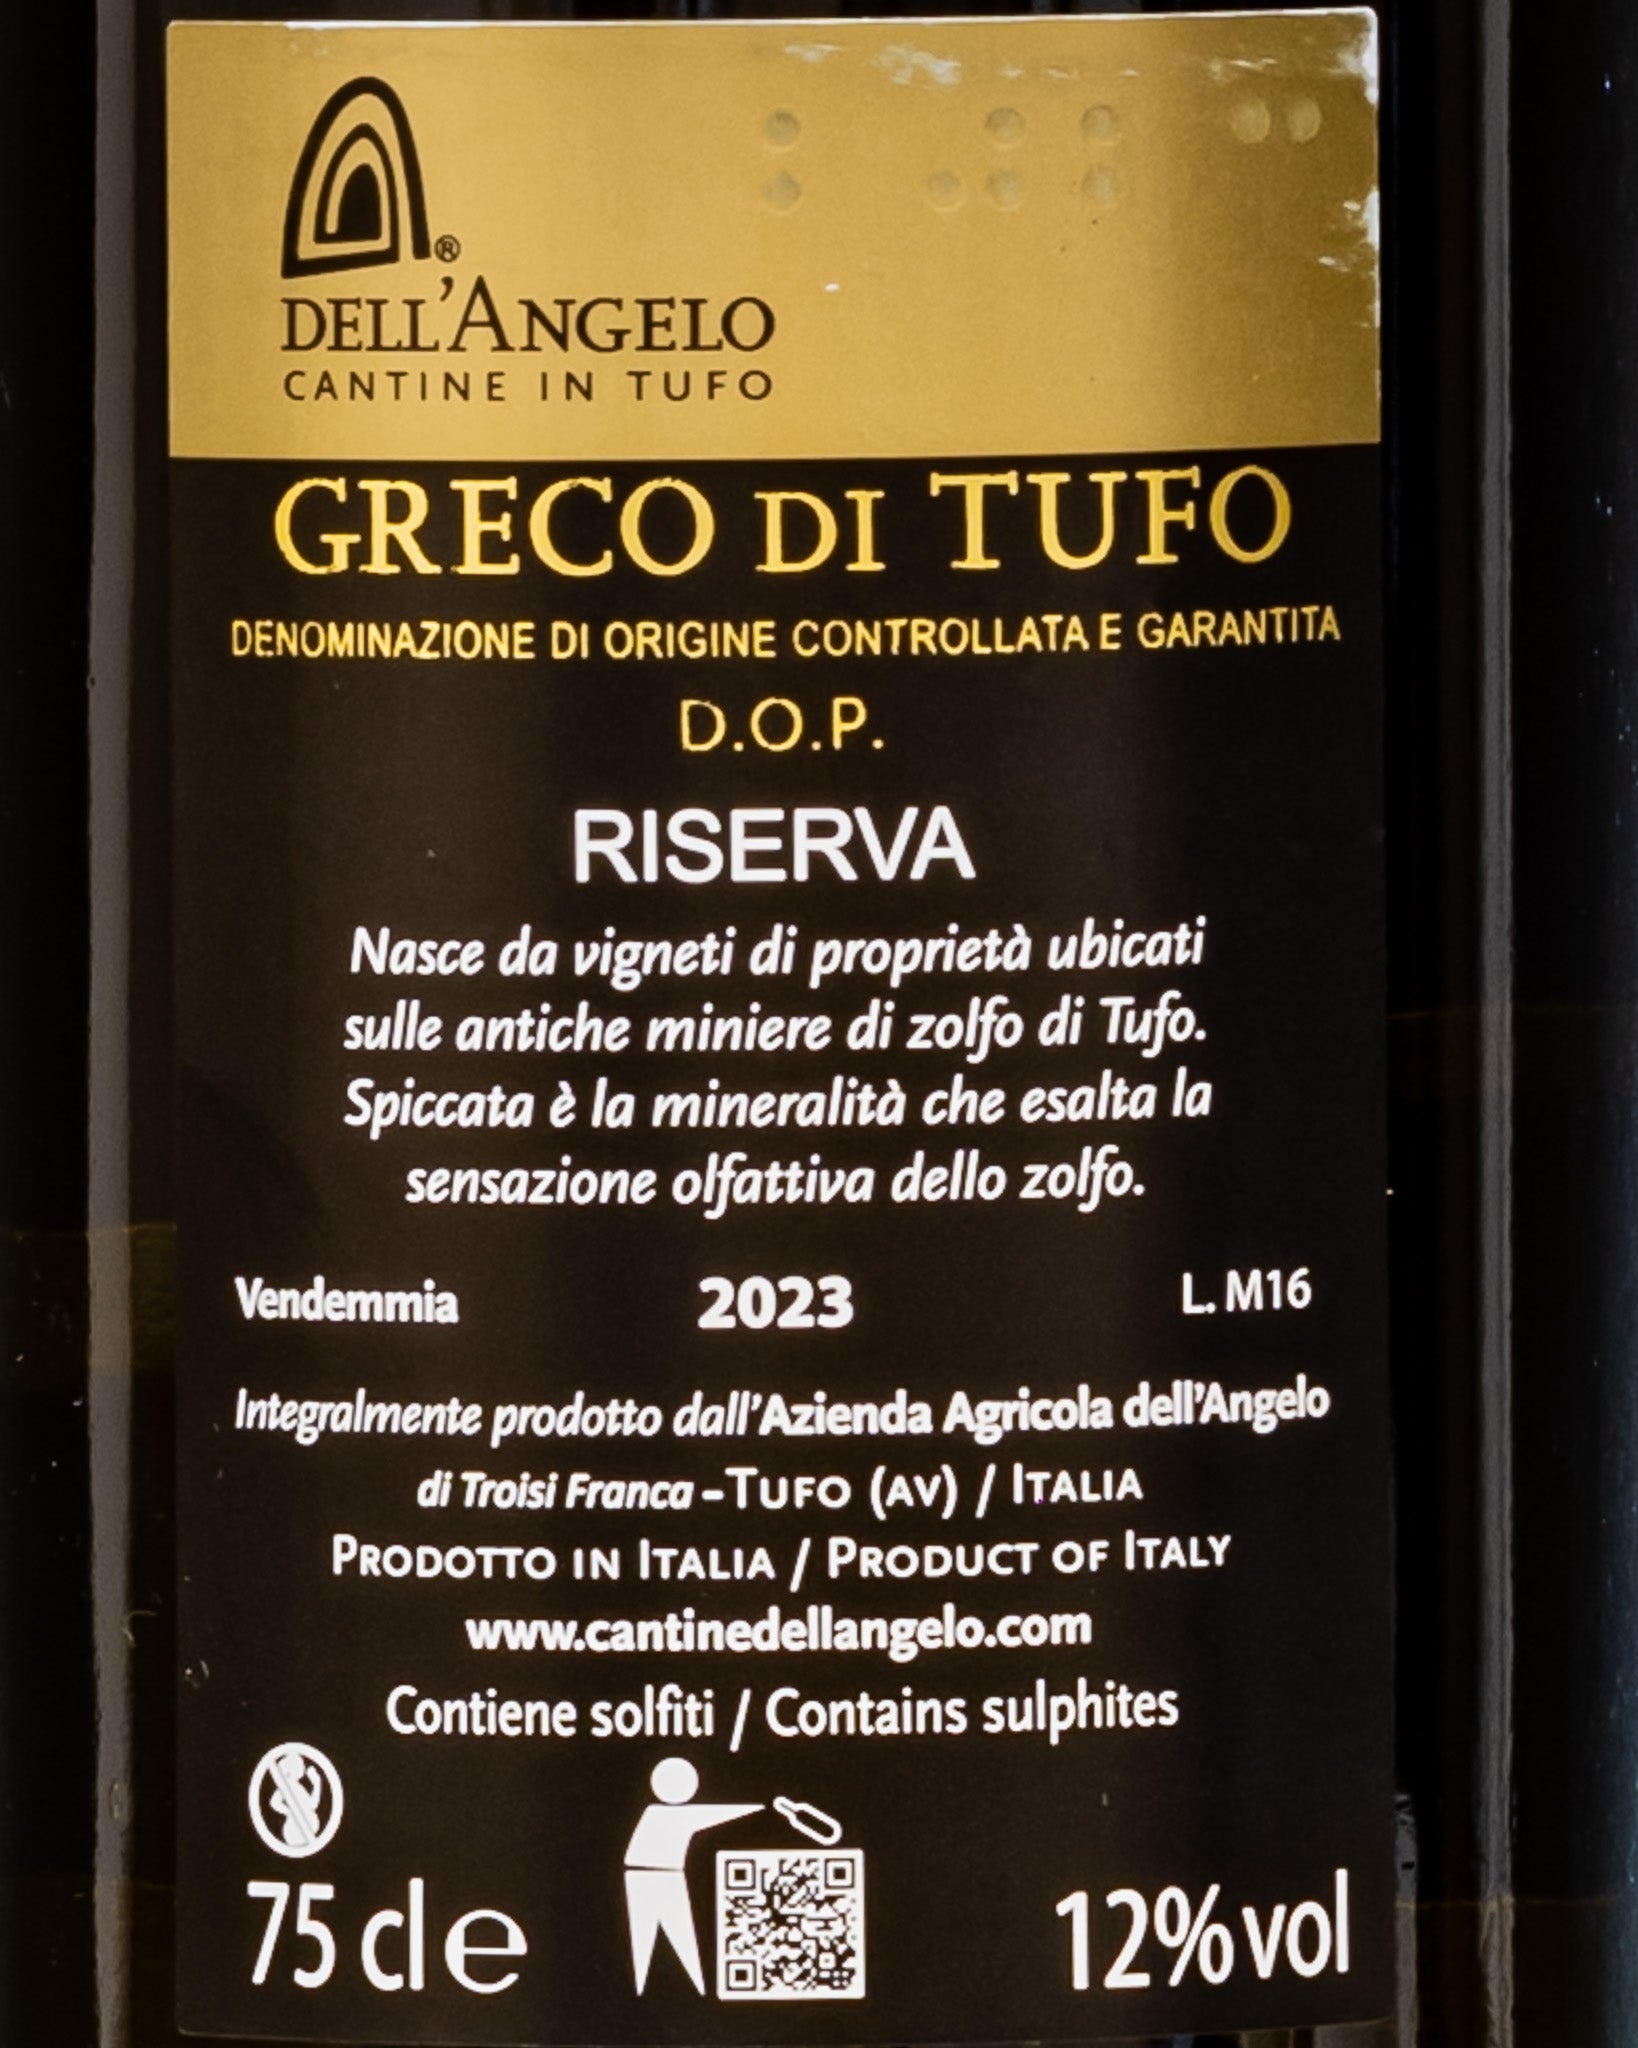 ®
DELL'ANGELO
CANTINE IN TUFO
GRECO DI TUFO
DENOMINAZIONE DI ORIGINE CONTROLLATA E GARANTITA
D.O.P.
RISERVA
Nasce da vigneti di proprietà ubicati
sulle antiche miniere di zolfo di Tufo.
Spiccata è la mineralità che esalta la
sensazione olfattiva dello zolfo.
Vendemmia 2023 L. M16
Integralmente prodotto dall'Azienda Agricola dell'Angelo
di Troisi Franca - TUFO (AV) / ITALIA
PRODOTTO IN ITALIA / PRODUCT OF ITALY
www.cantinedellangelo.com
Contiene solfiti / Contains sulphites
75 cl e 12% vol